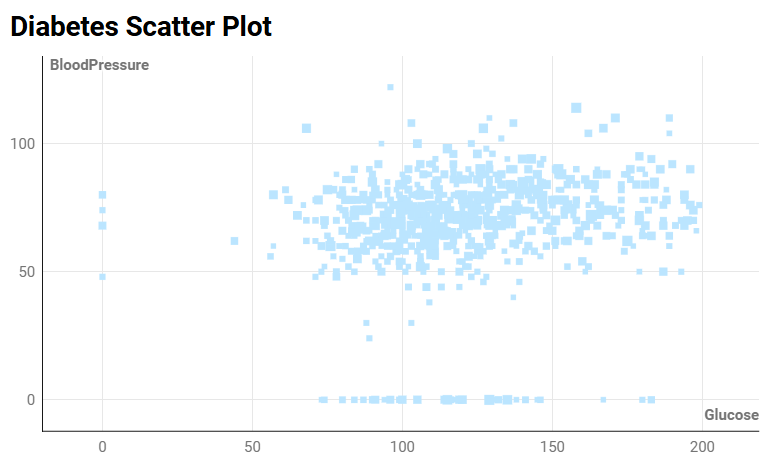 Diabetes Scatter Plot
BloodPressure
100
50
0
Glucose
0 50 100 150 200